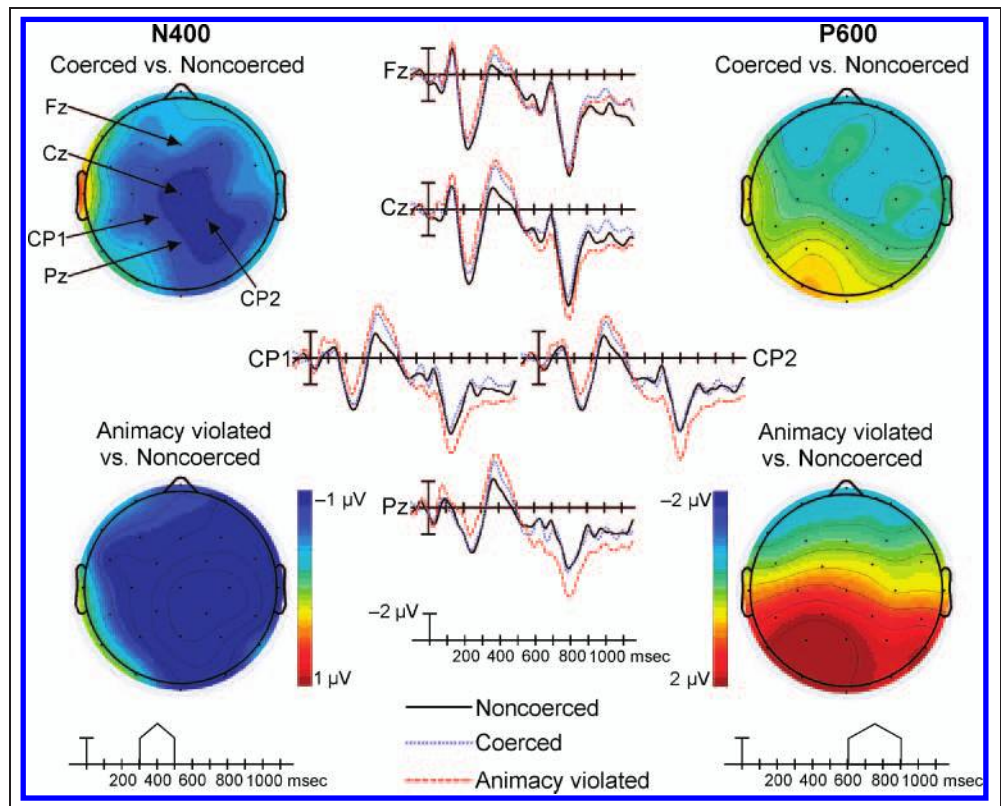 N400
Coerced vs. Noncoerced
Fz
Cz
CP1
Pz
CP2
Fz
Cz
CP1
CP2
Pz
–2 µV
200 400 600 800 1000 msec
P600
Coerced vs. Noncoerced
Animacy violated
vs. Noncoerced
–1 µV
1 µV
Animacy violated
vs. Noncoerced
–2 µV
2 µV
200 400 600 800 1000 msec
Noncoerced
Coerced
Animacy violated
200 400 600 800 1000 msec